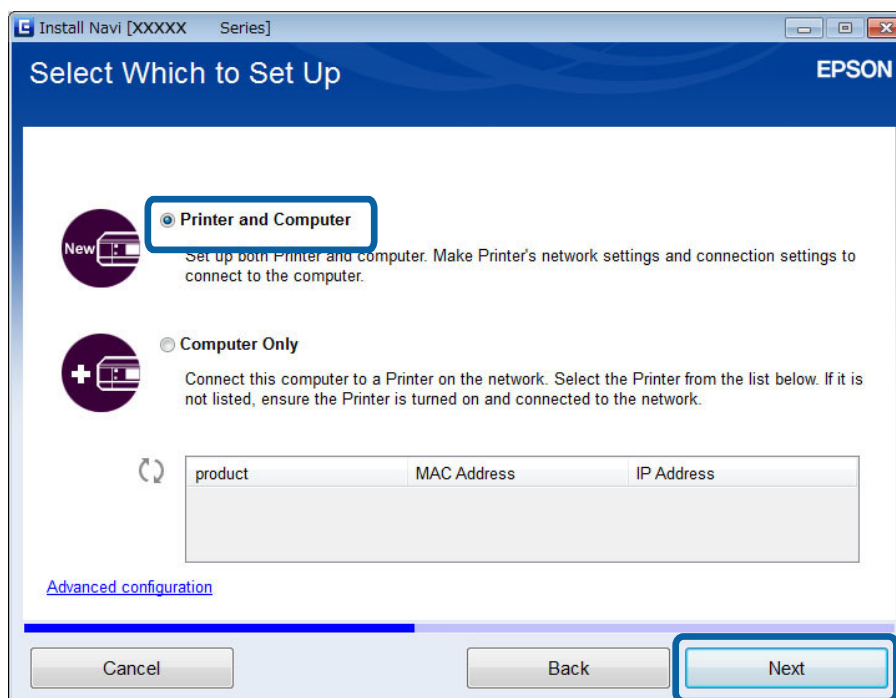 Install Navi [XXXXX Series]
Select Which to Set Up
EPSON
New
Printer and Computer
Set up both Printer and computer. Make Printer's network settings and connection settings to
connect to the computer.
Computer Only
Connect this computer to a Printer on the network. Select the Printer from the list below. If it is
not listed, ensure the Printer is turned on and connected to the network.
product MAC Address IP Address
Advanced configuration
Cancel Back Next